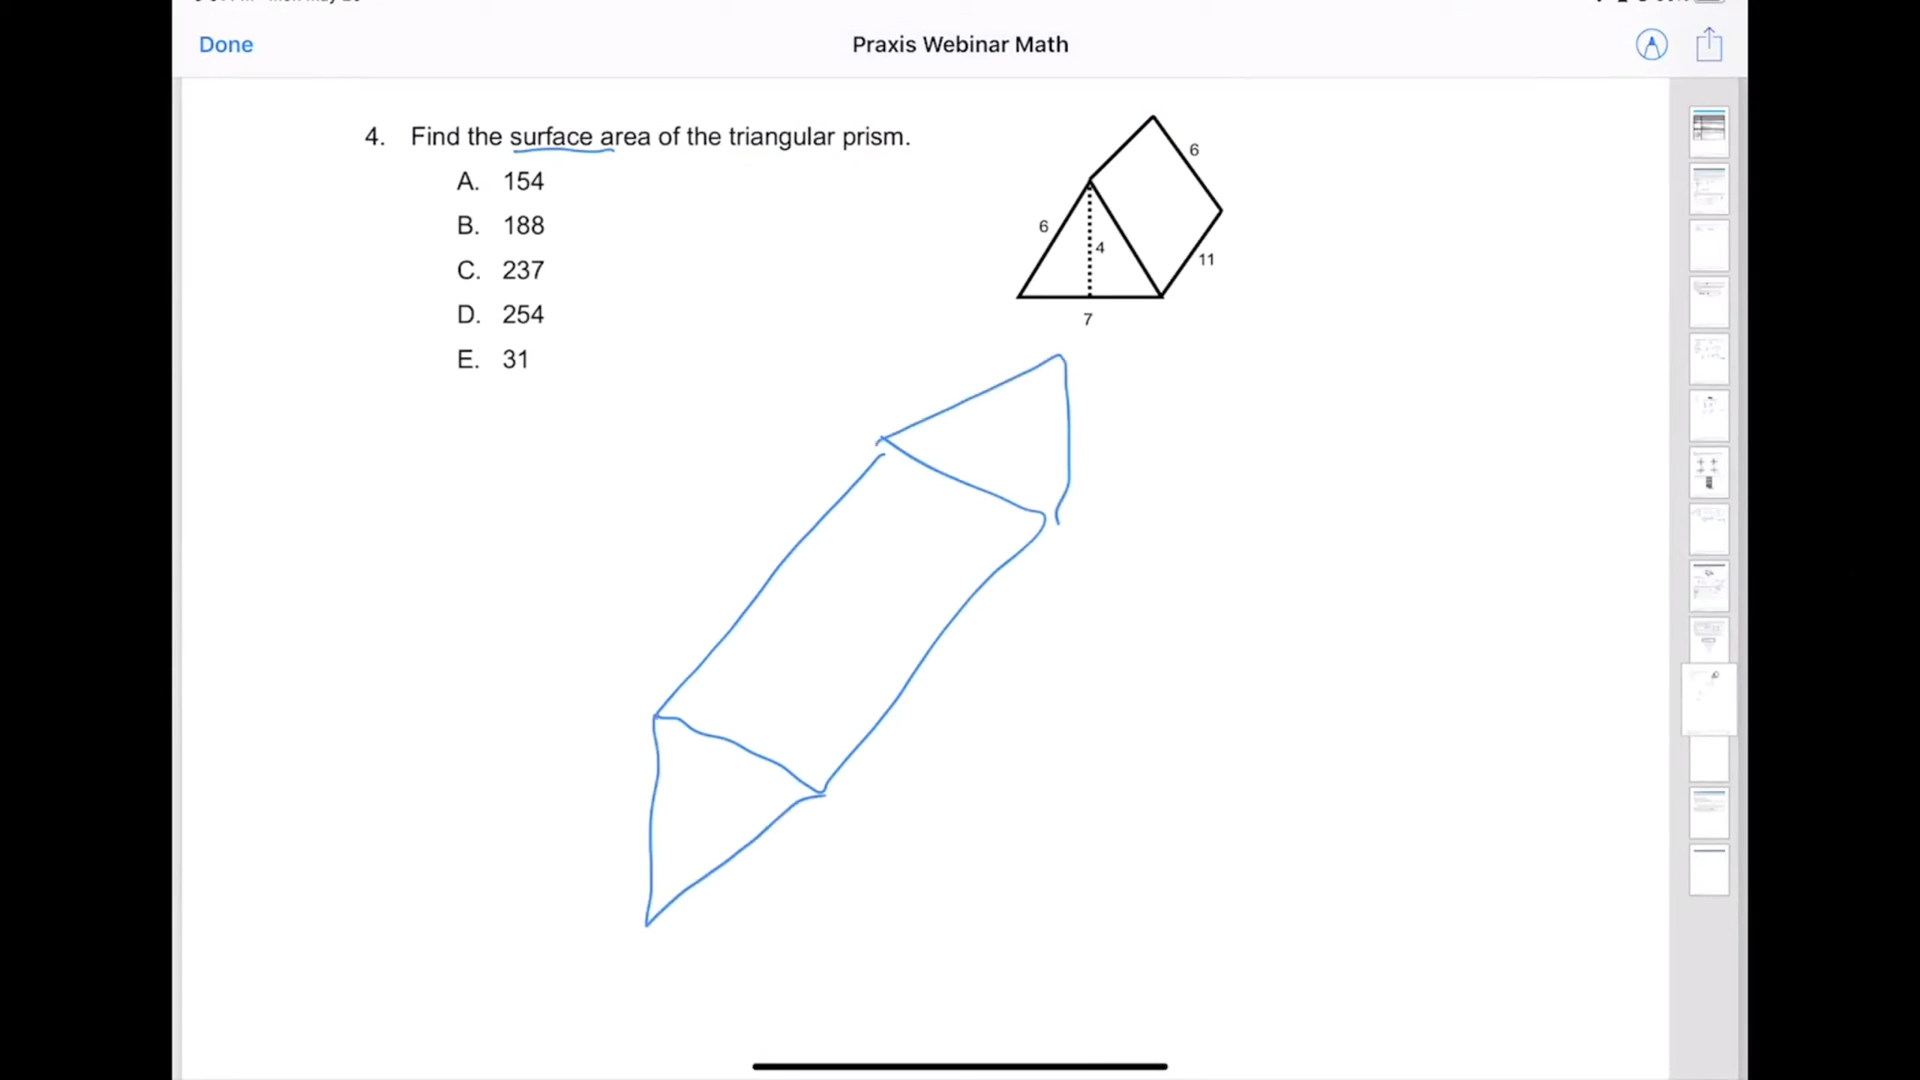 Done
Praxis Webinar Math
4. Find the surface area of the triangular prism.
A. 154
B. 188
C. 237
D. 254
E. 31
6
6
4
11
7